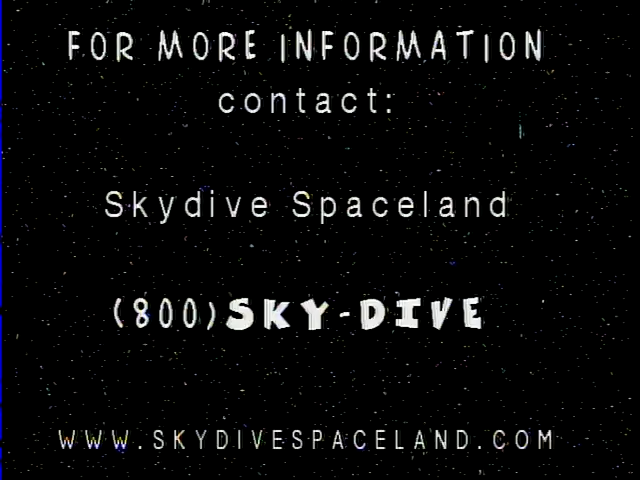 FOR MORE INFORMATION
contact:
Skydive Spaceland
(800)SKY-DIVE
WWW.SKYDIVESPACELAND.COM